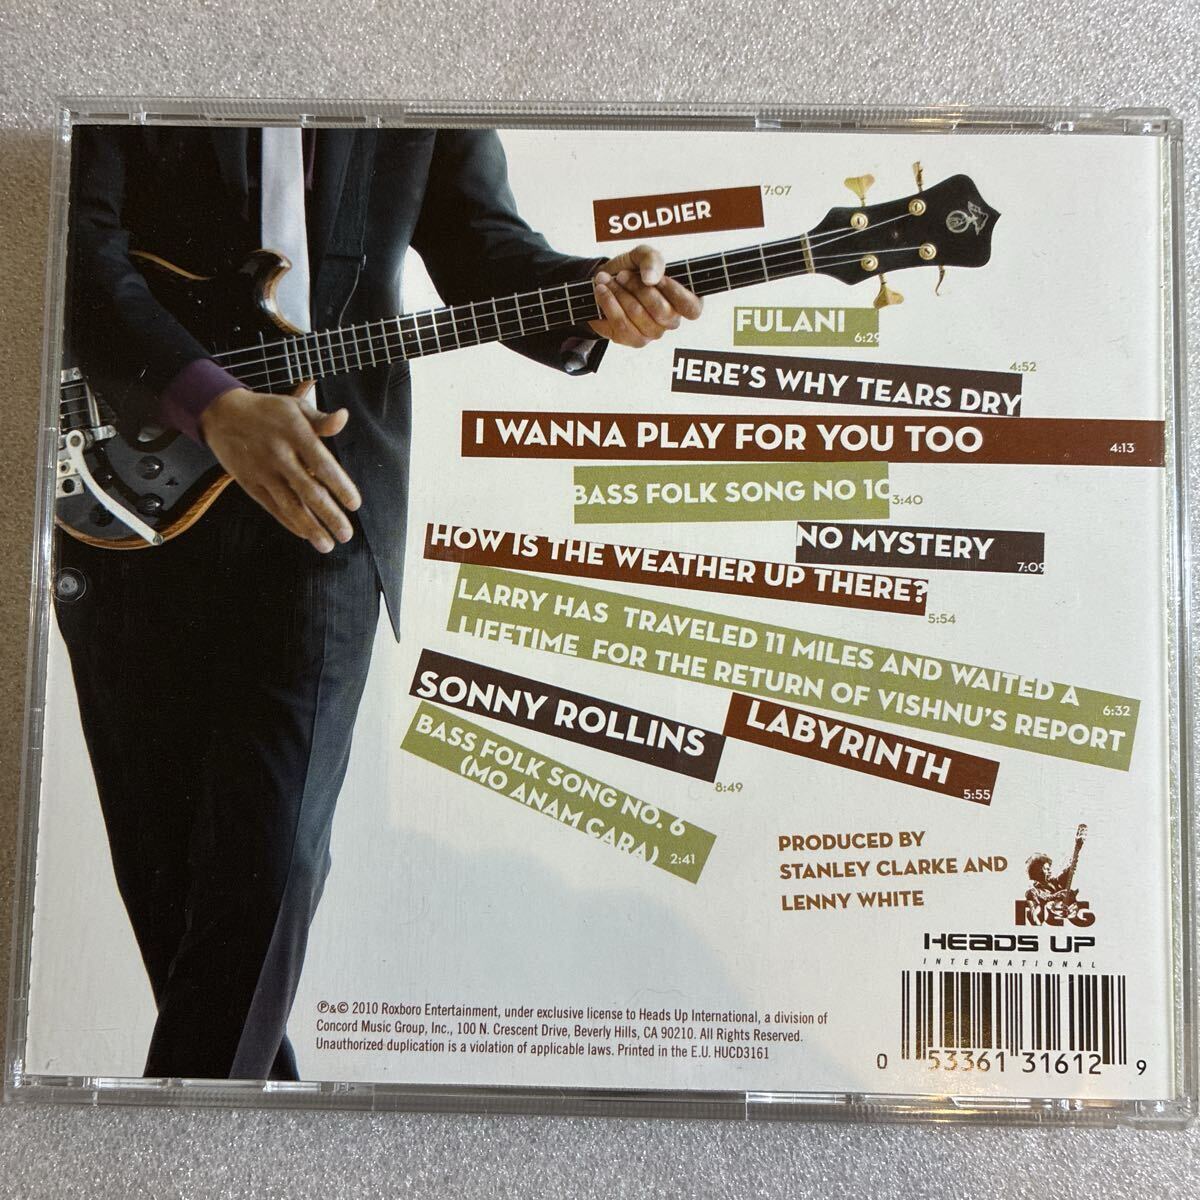 SOLDIER
7:07
FULANI
6:29
HERE'S WHY TEARS DRY
4:52
I WANNA PLAY FOR YOU TOO
4:13
BASS FOLK SONG NO 10
3:40
NO MYSTERY
7:09
HOW IS THE WEATHER UP THERE?
5:54
LARRY HAS TRAVELED 11 MILES AND WAITED A
LIFETIME FOR THE RETURN OF VISHNU'S REPORT
6:32
LABYRINTH
5:55
SONNY ROLLINS
8:49
BASS FOLK SONG NO. 6
(MO ANAM CARA)
2:41
PRODUCED BY
STANLEY CLARKE AND
LENNY WHITE
HEADS UP
INTERNATIONAL
℗&© 2010 Roxboro Entertainment, under exclusive license to Heads Up International, a division of
Concord Music Group, Inc., 100 N. Crescent Drive, Beverly Hills, CA 90210. All Rights Reserved.
Unauthorized duplication is a violation of applicable laws. Printed in the E.U. HUCD3161
0 53361 31612 9